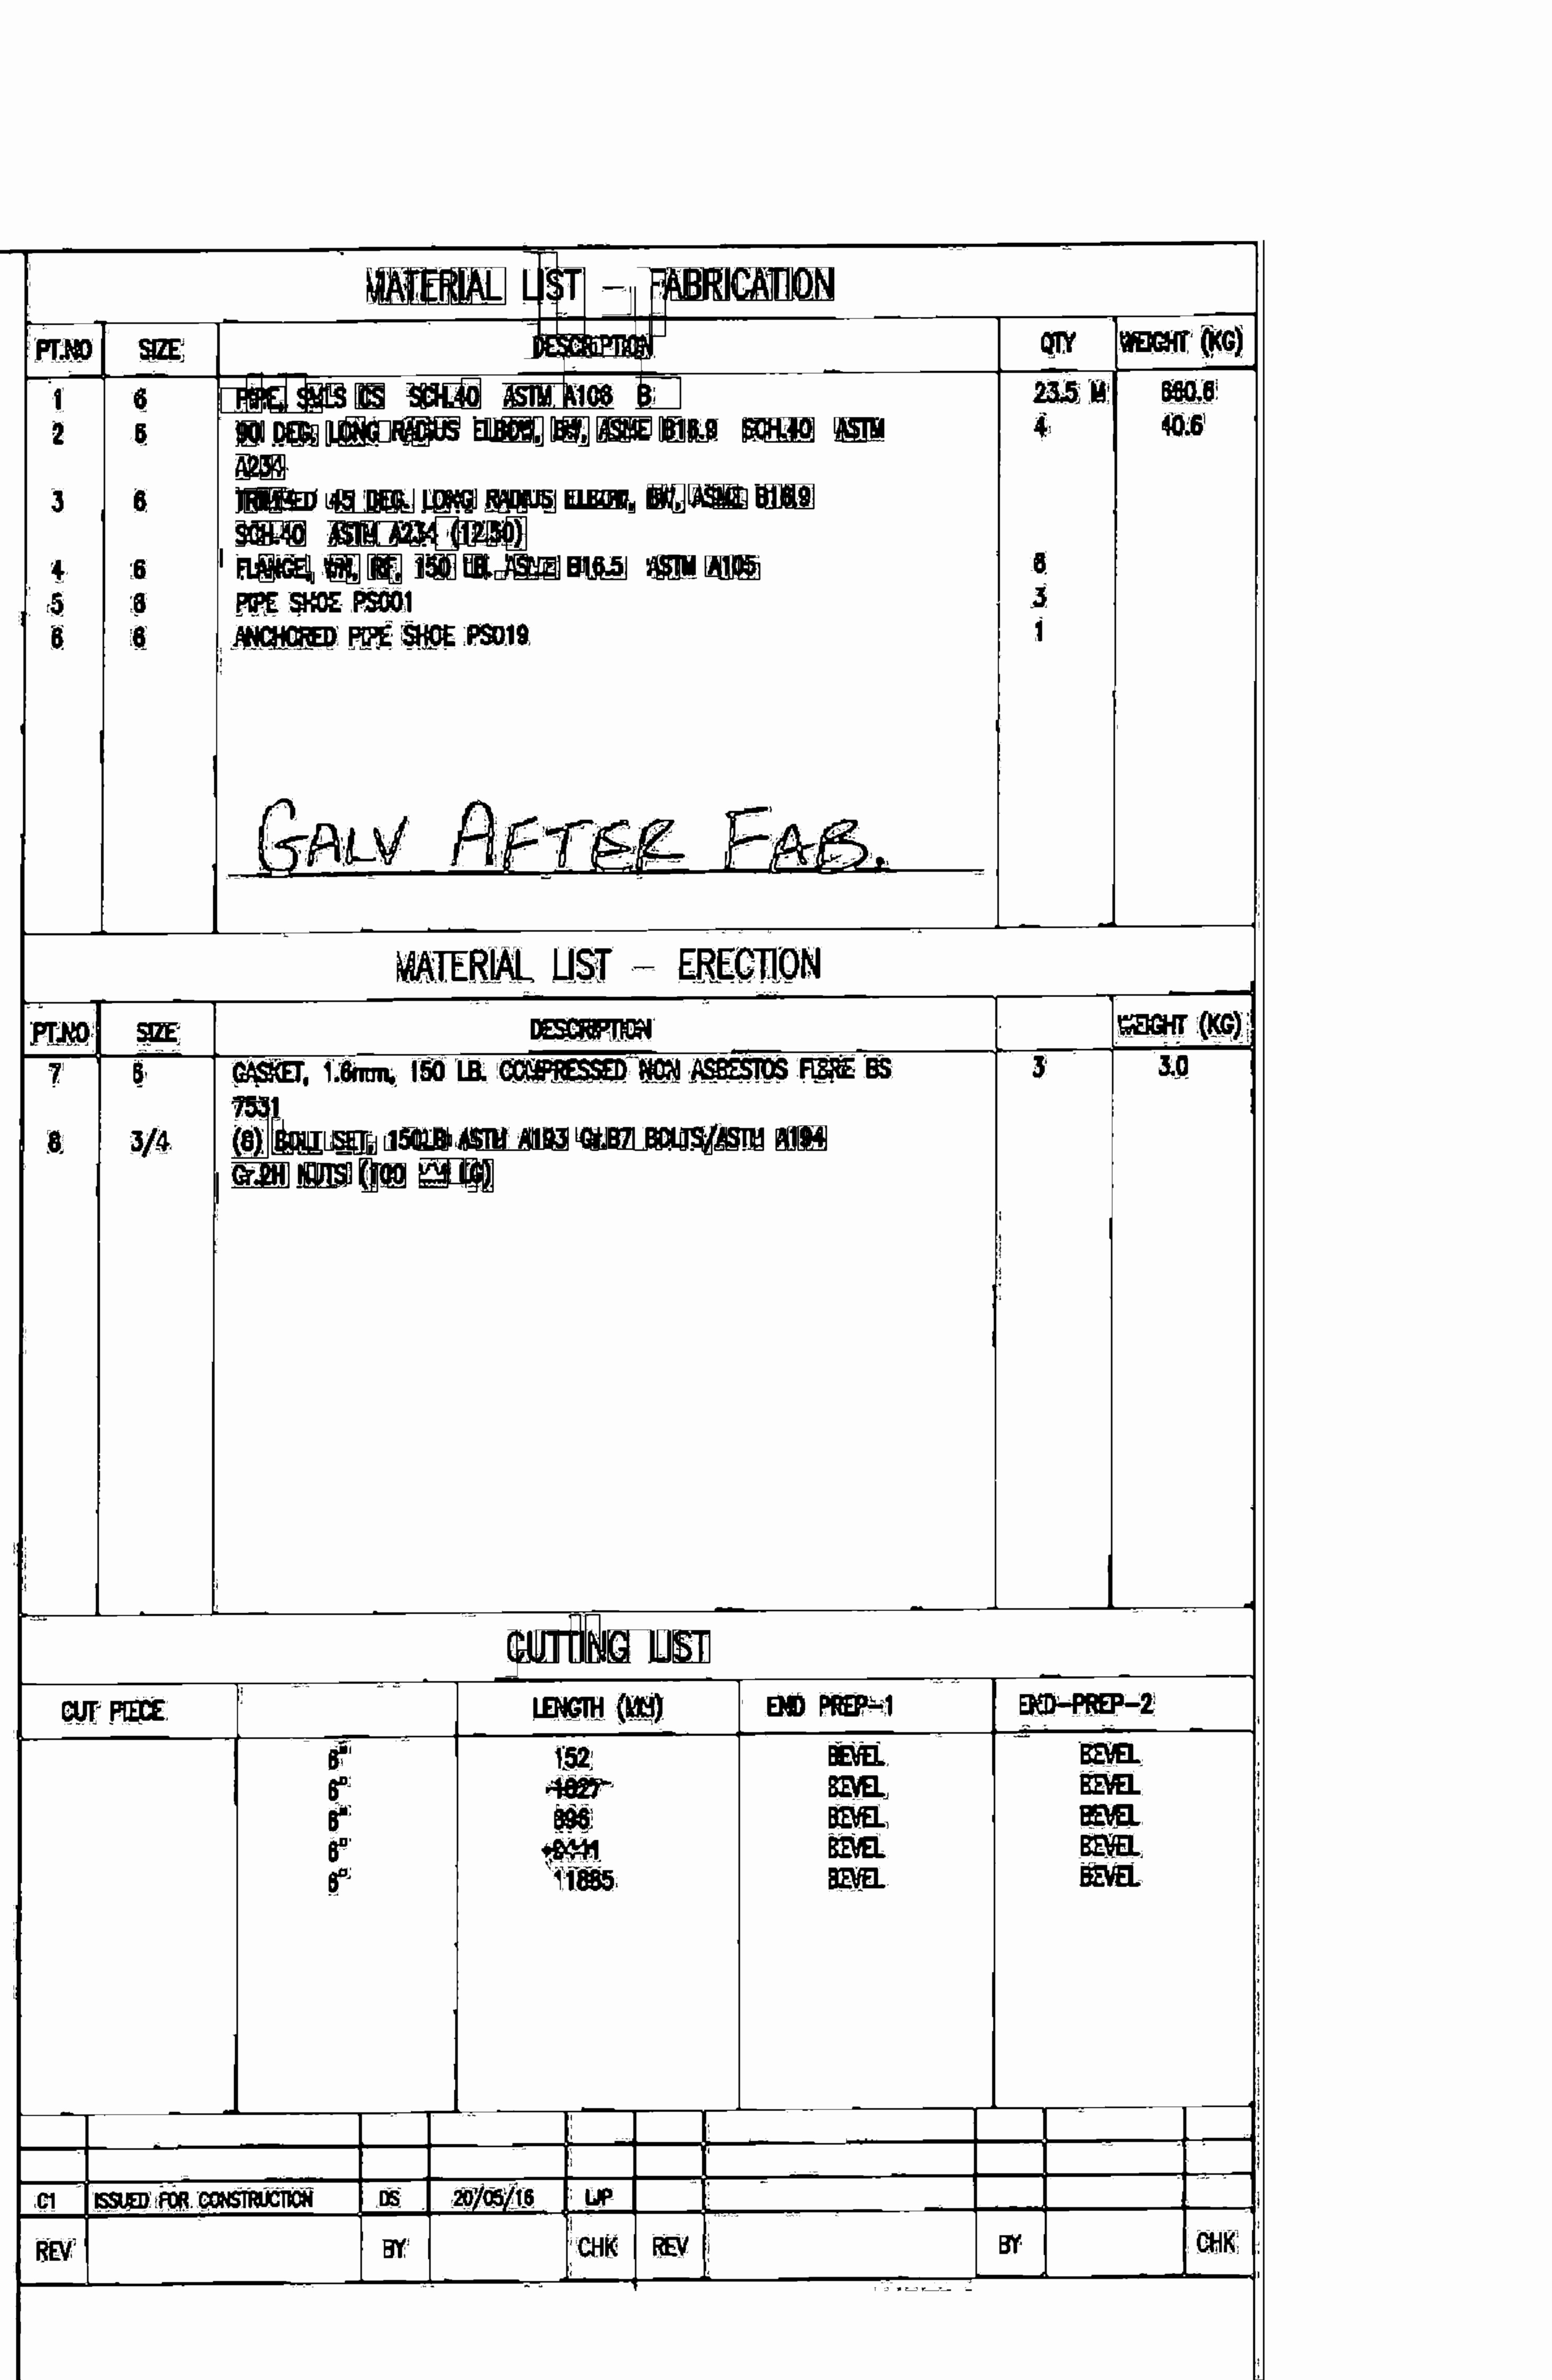 MATERIAL LIST – FABRICATION
PT.NO SIZE DESCRIPTION QTY WEIGHT (KG)
1 6 PIPE, SMLS CS SCH.40 ASTM A106 B 23.5 M 660.6
2 6 90 DEG. LONG RADIUS ELBOW, BW, ASME B16.9 SCH.40 ASTM 4 40.6
A234
3 6 TRIMMED 45 DEG. LONG RADIUS ELBOW, BW, ASME B16.9
SCH.40 ASTM A234 (12.50)
4 6 FLANGE, WN, RF, 150 LB. ASME B16.5 ASTM A105 6
5 6 PIPE SHOE PS001 3
6 6 ANCHORED PIPE SHOE PS019 1
GALV AFTER FAB.
MATERIAL LIST – ERECTION
PT.NO SIZE DESCRIPTION WEIGHT (KG)
7 6 GASKET, 1.6mm, 150 LB. COMPRESSED NON ASBESTOS FIBRE BS 3 3.0
7531
8 3/4 (8) BOLT SET, 150LB ASTM A193 Gr.B7 BOLTS/ASTM A194
Gr.2H NUTS (100 MM LG)
CUTTING LIST
CUT PIECE LENGTH (MM) END PREP-1 END-PREP-2
6" 152 BEVEL BEVEL
6" 1827 BEVEL BEVEL
6" 896 BEVEL BEVEL
6" BEVEL BEVEL
6" 11885 BEVEL BEVEL
C1 ISSUED FOR CONSTRUCTION DS 20/05/16 LJP
REV BY CHK REV BY CHK